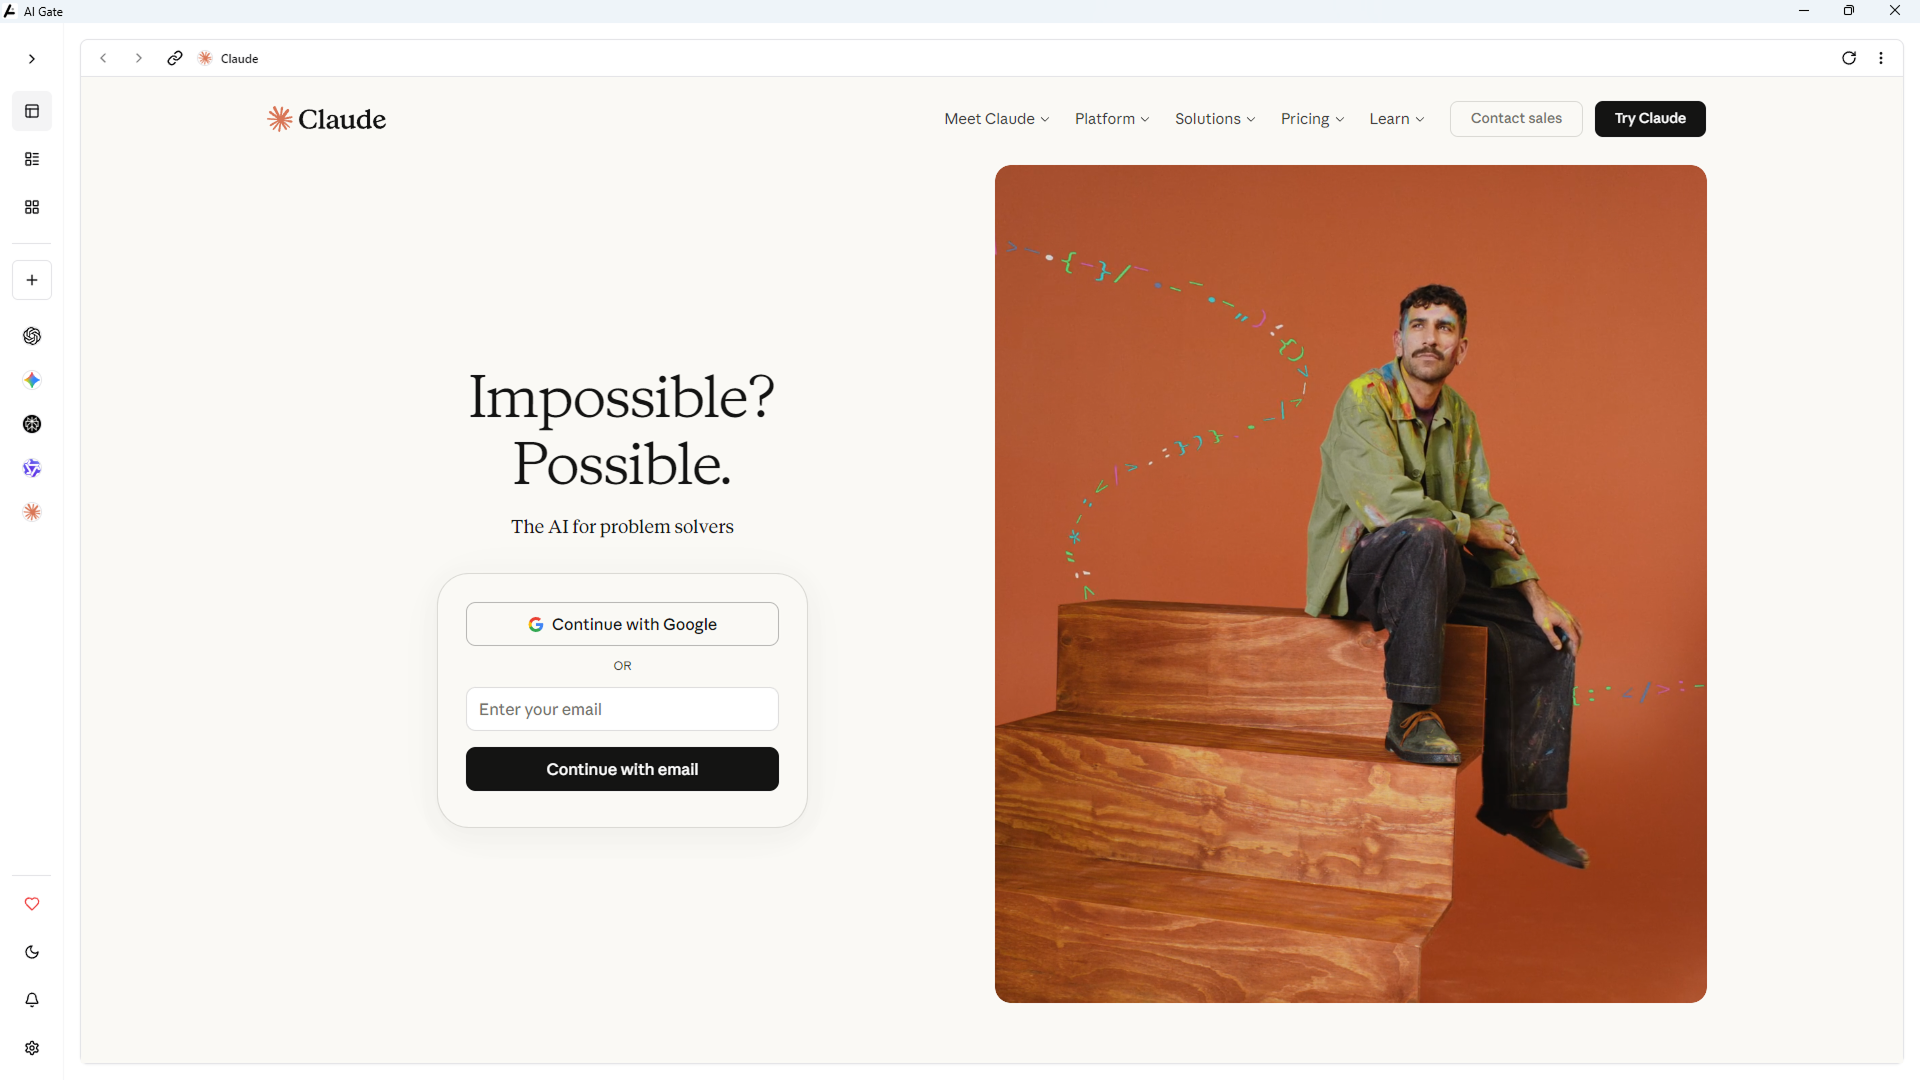 AI Gate
Claude
Claude
Meet Claude
Platform
Solutions
Pricing
Learn
Contact sales
Try Claude
Impossible?
Possible.
The AI for problem solvers
Continue with Google
OR
Enter your email
Continue with email